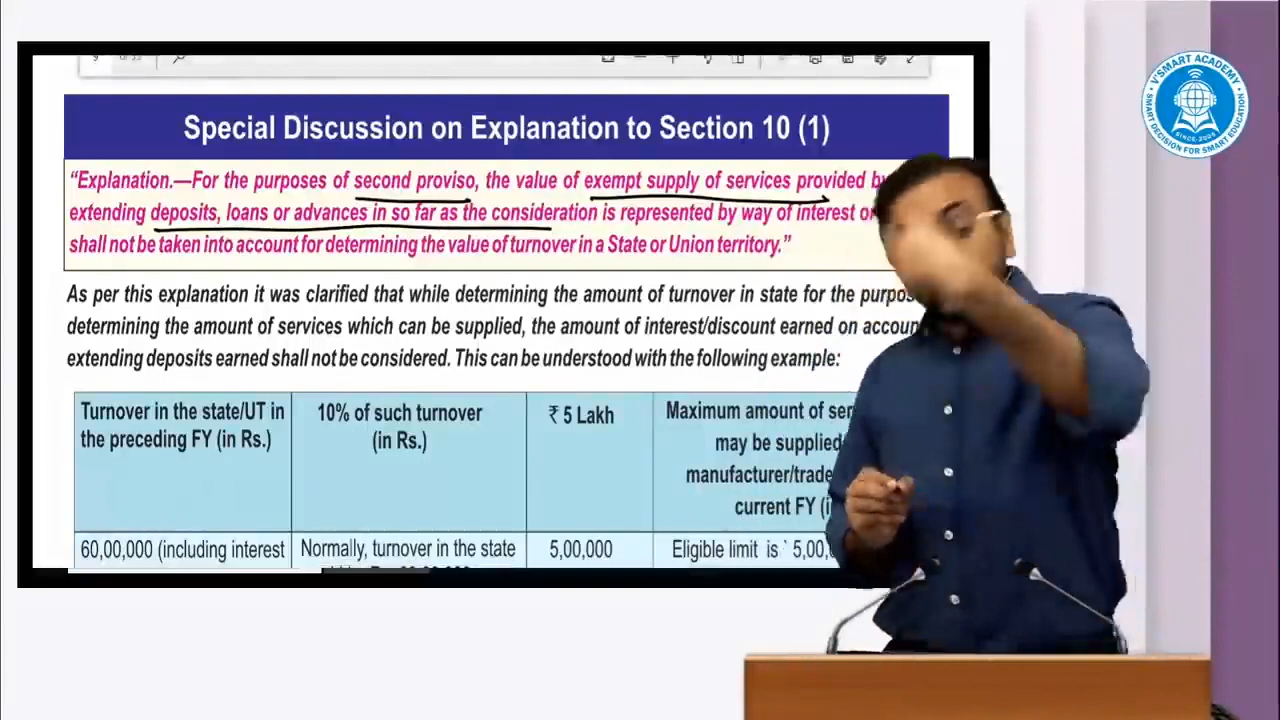 Special Discussion on Explanation to Section 10 (1)
“Explanation.—For the purposes of second proviso, the value of exempt supply of services provided by
extending deposits, loans or advances in so far as the consideration is represented by way of interest or
shall not be taken into account for determining the value of turnover in a State or Union territory.”
As per this explanation it was clarified that while determining the amount of turnover in state for the
determining the amount of services which can be supplied, the amount of interest/discount earned on
extending deposits earned shall not be considered. This can be understood with the following example:
Turnover in the state/UT in
the preceding FY (in Rs.)
10% of such turnover
(in Rs.)
₹ 5 Lakh
Maximum amount of
may be supplied
current FY
60,00,000 (including interest
Normally, turnover in the state
5,00,000
Eligible limit is `
V'SMART ACADEMY
SMART DECISION FOR SMART EDUCATION